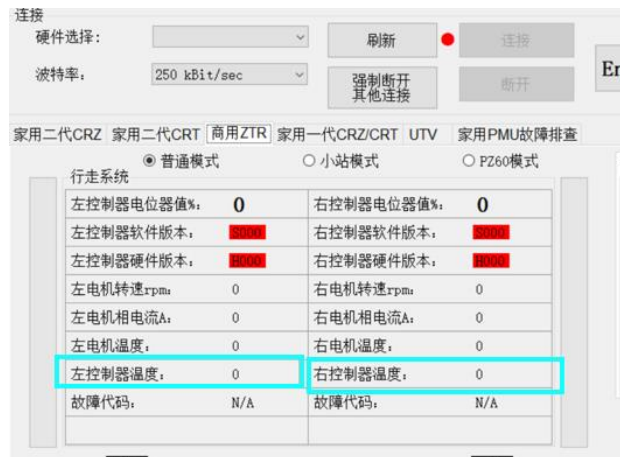 连接
硬件选择:
刷新
连接
波特率:
250 kBit/sec
强制断开
其他连接
断开
Er
家用二代CRZ 家用二代CRT 商用ZTR 家用一代CRZ/CRT UTV 家用PMU故障排查
普通模式 小站模式 PZ60模式
行走系统
左控制器电位器值%: 0 右控制器电位器值%: 0
左控制器软件版本: S000 右控制器软件版本: S000
左控制器硬件版本: H000 右控制器硬件版本: H000
左电机转速rpm: 0 右电机转速rpm: 0
左电机相电流A: 0 右电机相电流A: 0
左电机温度: 0 右电机温度: 0
左控制器温度: 0 右控制器温度: 0
故障代码: N/A 故障代码: N/A